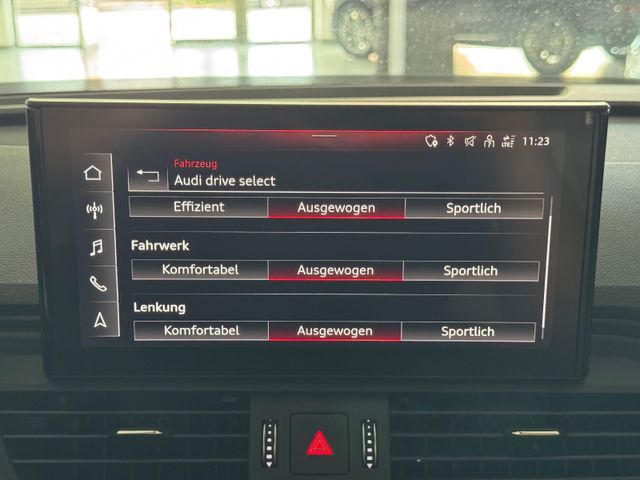 11:23
Fahrzeug
Audi drive select
Effizient Ausgewogen Sportlich
Fahrwerk
Komfortabel Ausgewogen Sportlich
Lenkung
Komfortabel Ausgewogen Sportlich